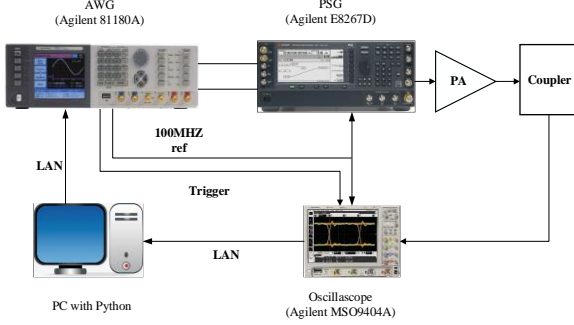 AWG
(Agilent 81180A)
PSG
(Agilent E8267D)
PA
Coupler
100MHZ
ref
LAN
Trigger
LAN
PC with Python
Oscillascope
(Agilent MSO9404A)